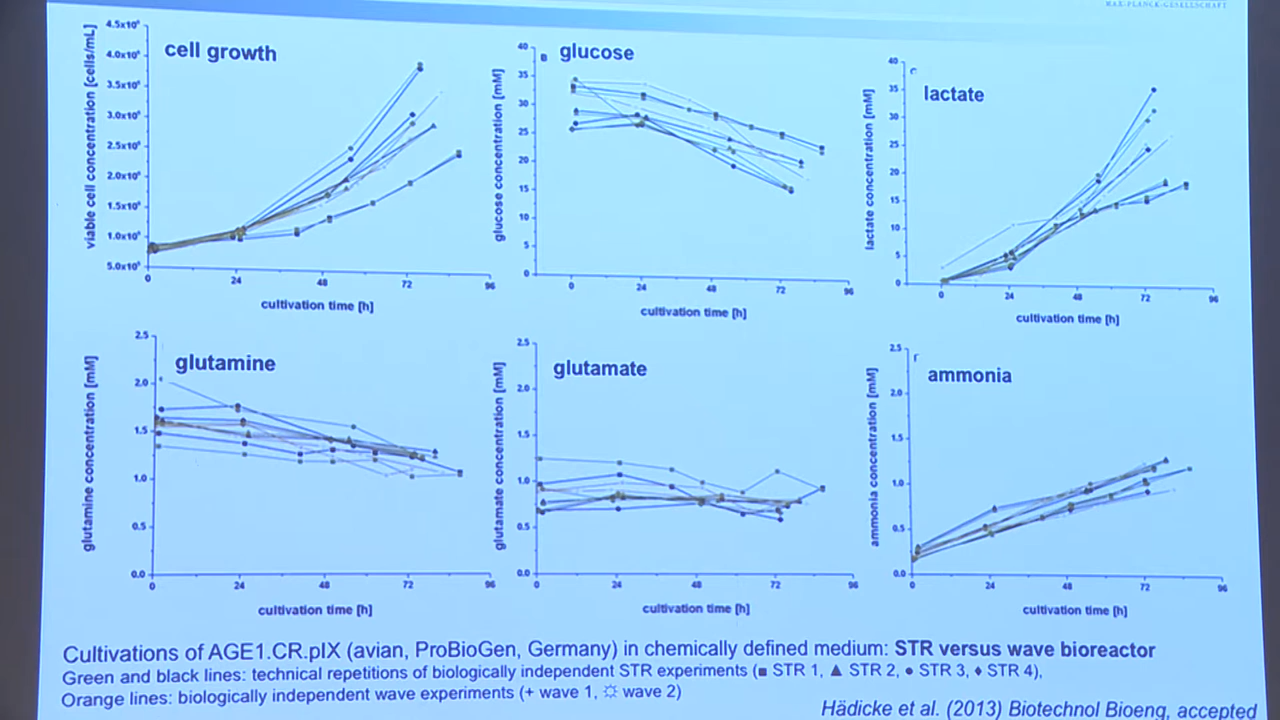 MAX-PLANCK-GESELLSCHAFT
cell growth
viable cell concentration [cells/mL]
4.5x10⁶
4.0x10⁶
3.5x10⁶
3.0x10⁶
2.5x10⁶
2.0x10⁶
1.5x10⁶
1.0x10⁶
5.0x10⁵
0 24 48 72 96
cultivation time [h]
glucose
glucose concentration [mM]
40
35
30
25
20
15
10
5
0
0 24 48 72 96
cultivation time [h]
lactate
lactate concentration [mM]
40
35
30
25
20
15
10
5
0
0 24 48 72 96
cultivation time [h]
glutamine
glutamine concentration [mM]
2.5
2.0
1.5
1.0
0.5
0.0
0 24 48 72 96
cultivation time [h]
glutamate
glutamate concentration [mM]
2.5
2.0
1.5
1.0
0.5
0.0
0 24 48 72 96
cultivation time [h]
ammonia
ammonia concentration [mM]
2.5
2.0
1.5
1.0
0.5
0.0
0 24 48 72 96
cultivation time [h]
Cultivations of AGE1.CR.pIX (avian, ProBioGen, Germany) in chemically defined medium: STR versus wave bioreactor
Green and black lines: technical repetitions of biologically independent STR experiments (■ STR 1, ▲ STR 2, ● STR 3, ♦ STR 4),
Orange lines: biologically independent wave experiments (+ wave 1, ☼ wave 2)
Hädicke et al. (2013) Biotechnol Bioeng, accepted